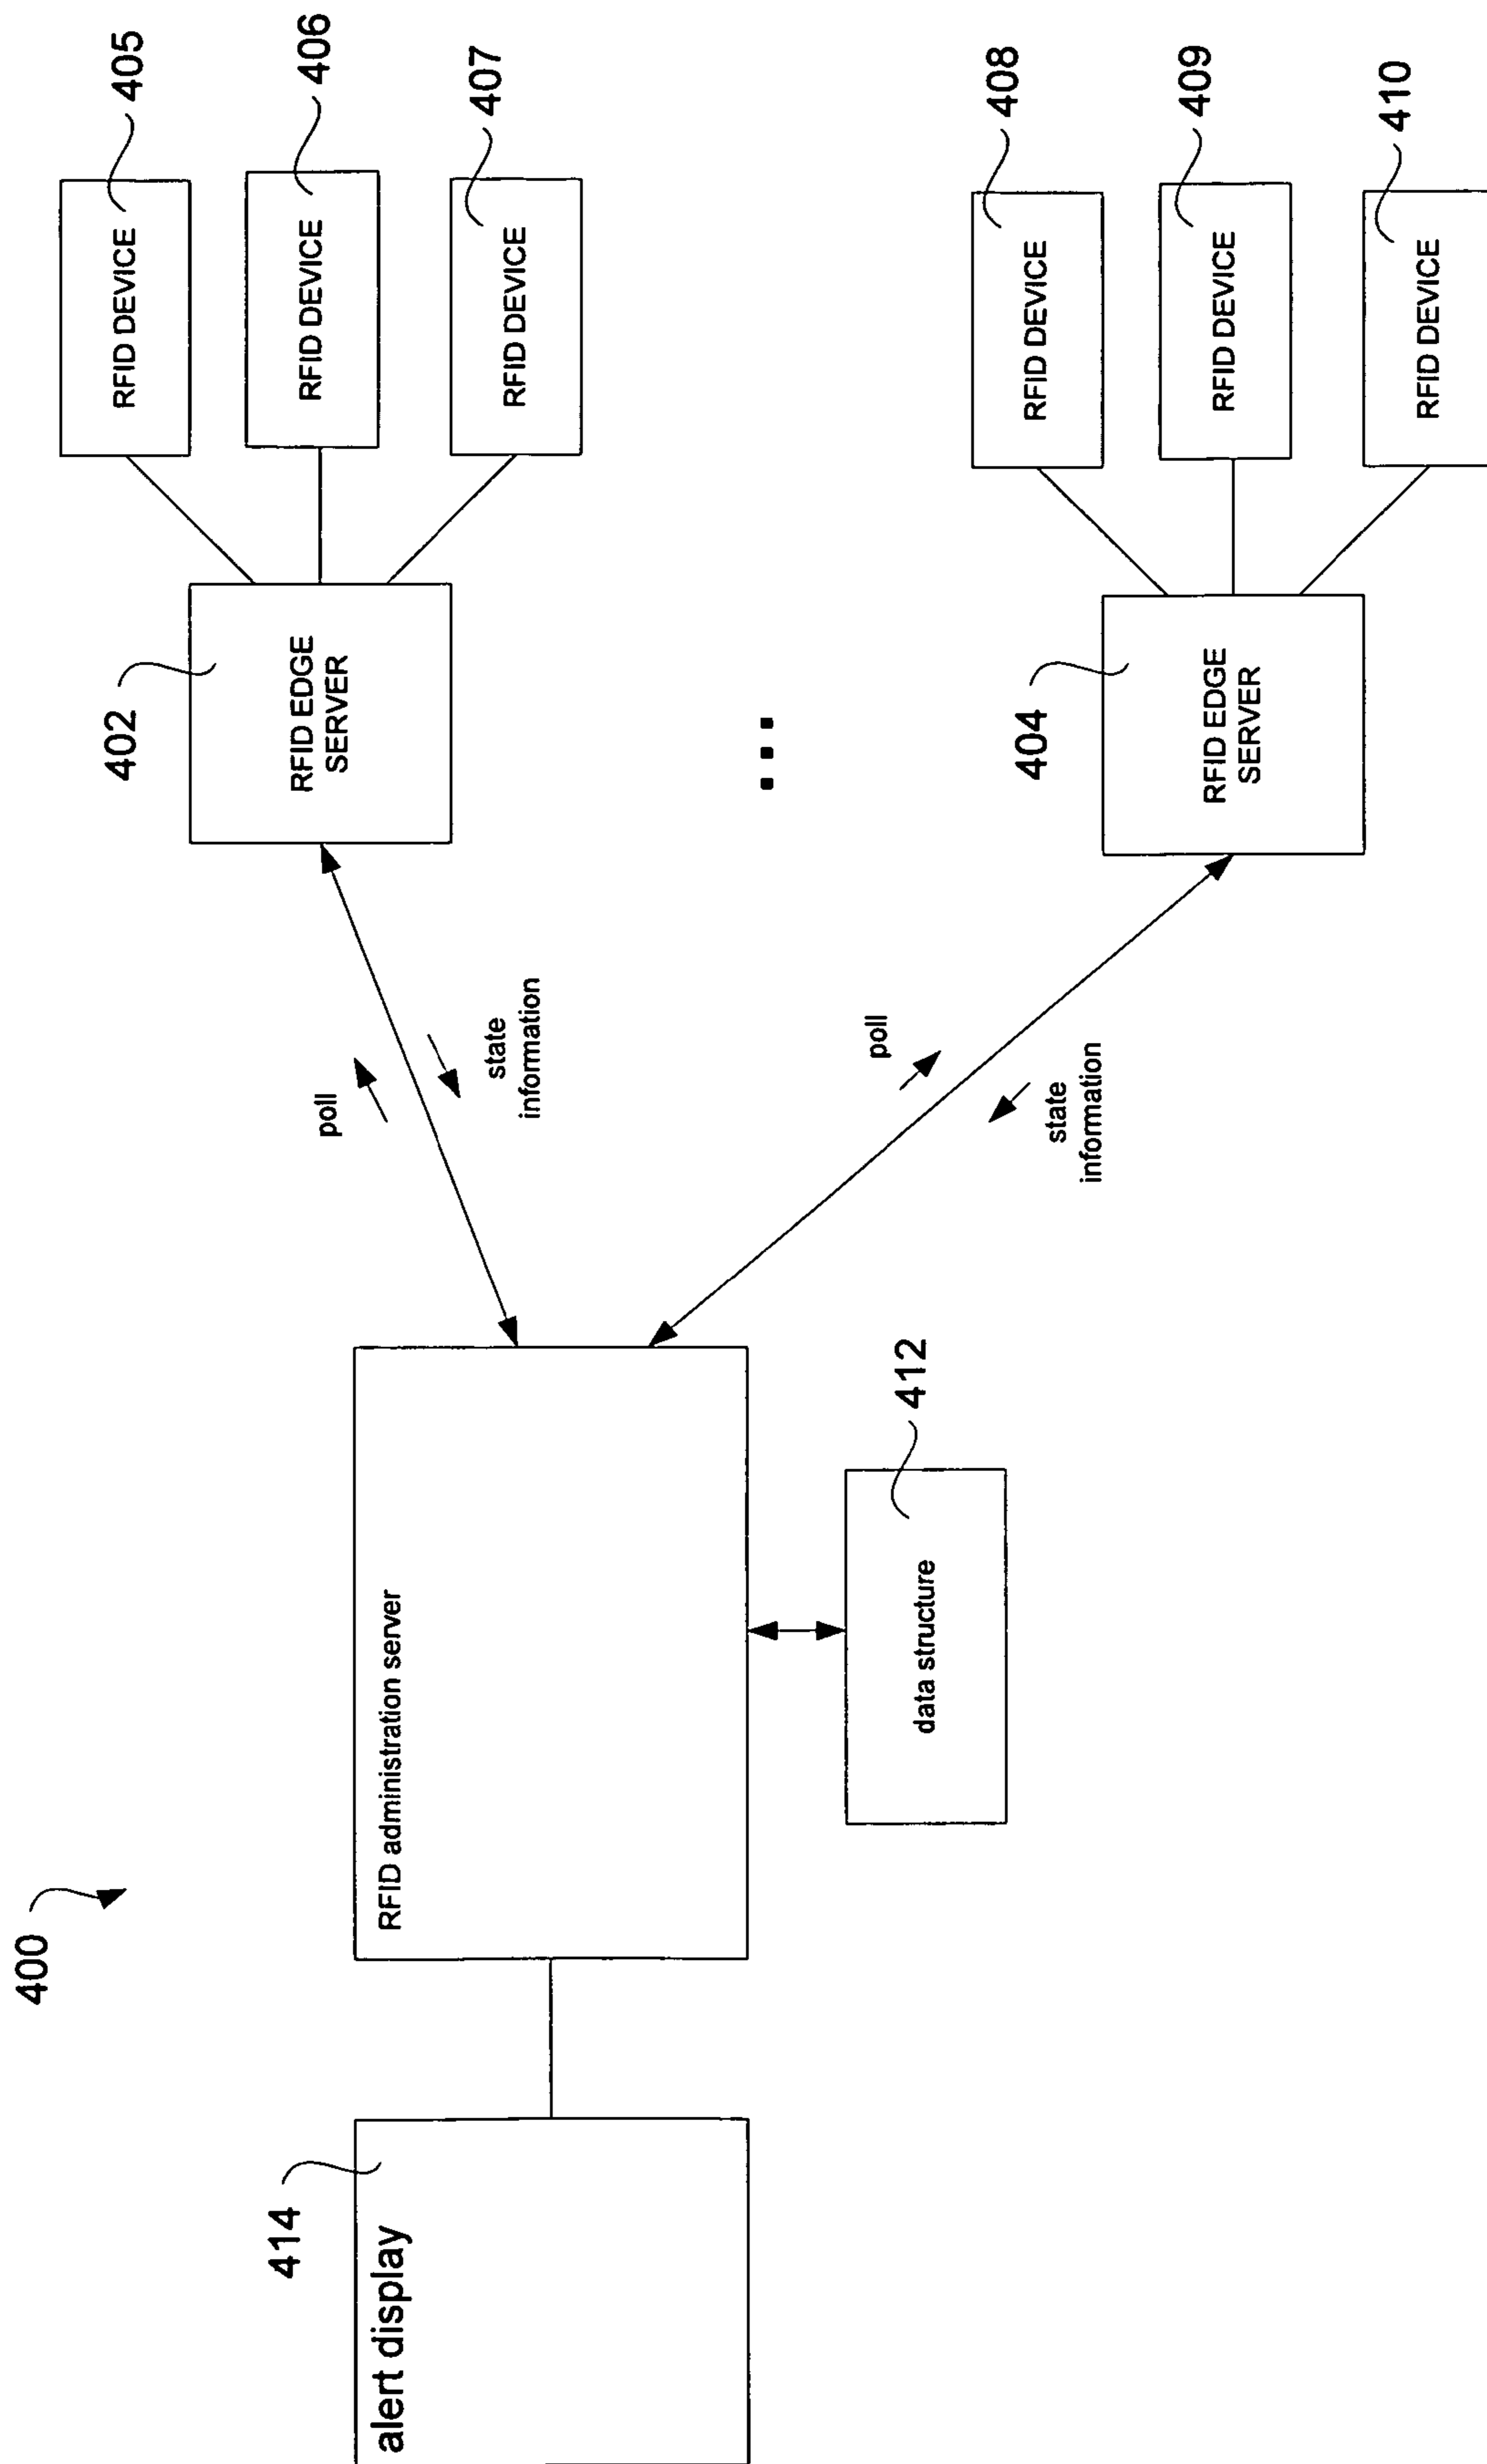 400
414
alert display
RFID administration server
412
data structure
poll
state
information
poll
state
information
402
RFID EDGE
SERVER
...
404
RFID EDGE
SERVER
405
RFID DEVICE
406
RFID DEVICE
407
RFID DEVICE
408
RFID DEVICE
409
RFID DEVICE
410
RFID DEVICE